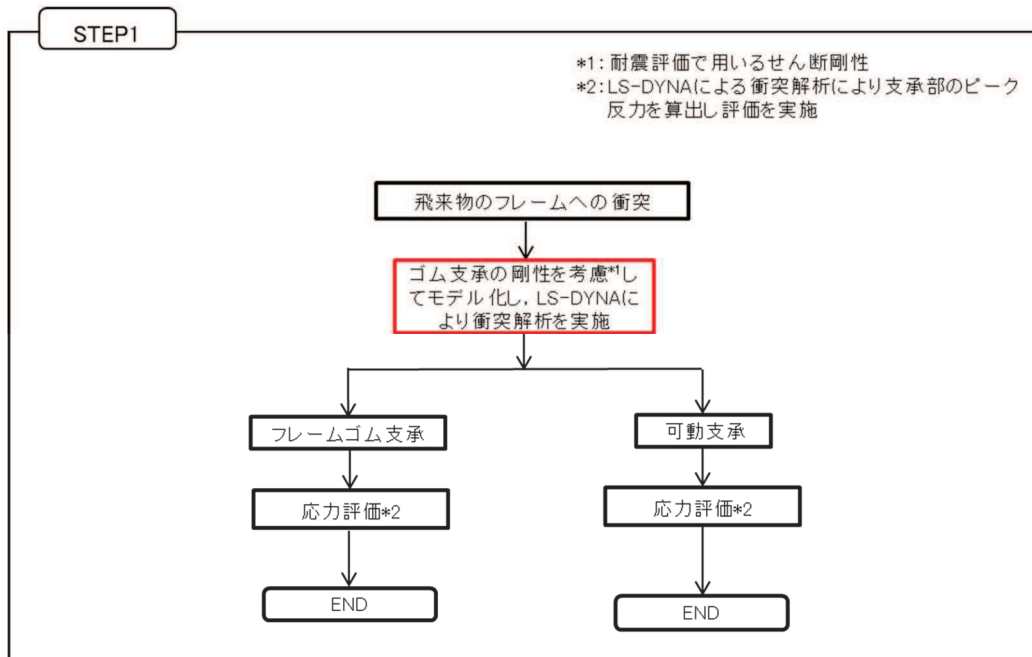 STEP1
*1: 耐震評価で用いるせん断剛性
*2: LS-DYNAによる衝突解析により支承部のピーク
反力を算出し評価を実施
飛来物のフレームへの衝突
ゴム支承の剛性を考慮*1し
てモデル化し，LS-DYNAに
より衝突解析を実施
フレームゴム支承
可動支承
応力評価*2
応力評価*2
END
END